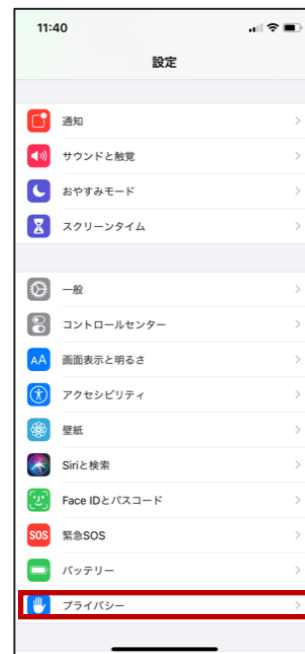 11:40
設定
通知
サウンドと触覚
おやすみモード
スクリーンタイム
一般
コントロールセンター
AA 画面表示と明るさ
アクセシビリティ
壁紙
Siriと検索
Face IDとパスコード
SOS 緊急SOS
バッテリー
プライバシー